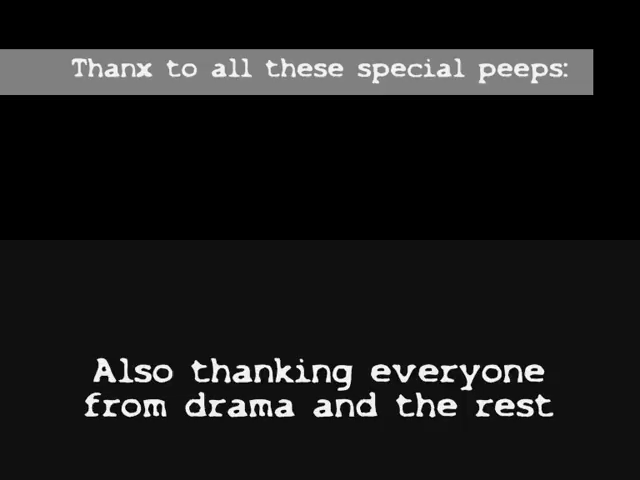 Thanx to all these special peeps:
Also thanking everyone
from drama and the rest